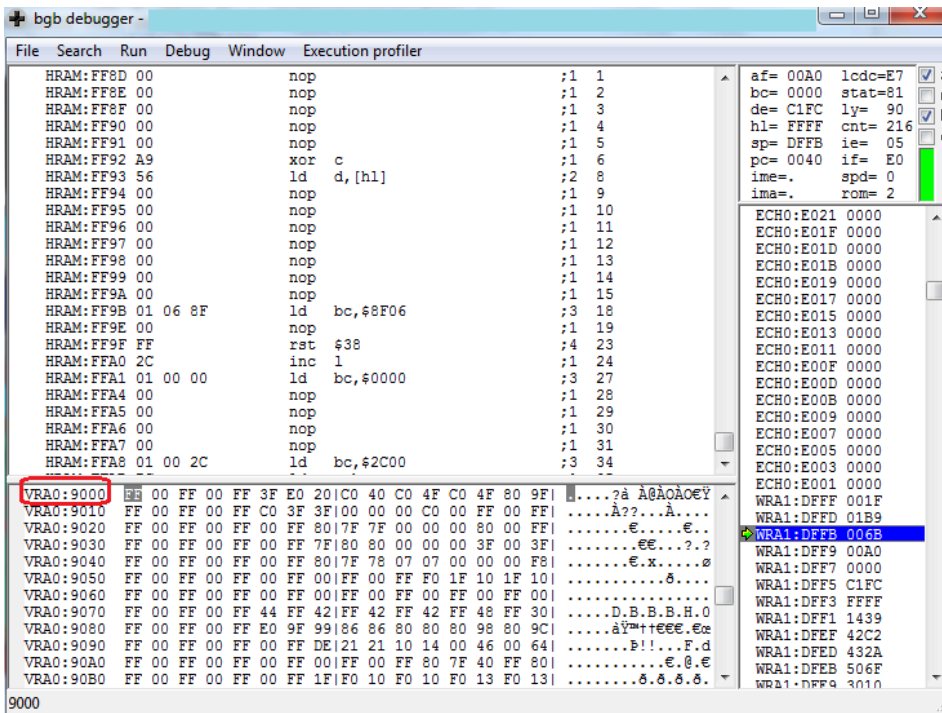 bgb debugger -
File Search Run Debug Window Execution profiler
HRAM:FF8D 00 nop ;1 1
HRAM:FF8E 00 nop ;1 2
HRAM:FF8F 00 nop ;1 3
HRAM:FF90 00 nop ;1 4
HRAM:FF91 00 nop ;1 5
HRAM:FF92 A9 xor c ;1 6
HRAM:FF93 56 ld d,[hl] ;2 8
HRAM:FF94 00 nop ;1 9
HRAM:FF95 00 nop ;1 10
HRAM:FF96 00 nop ;1 11
HRAM:FF97 00 nop ;1 12
HRAM:FF98 00 nop ;1 13
HRAM:FF99 00 nop ;1 14
HRAM:FF9A 00 nop ;1 15
HRAM:FF9B 01 06 8F ld bc,$8F06 ;3 18
HRAM:FF9E 00 nop ;1 19
HRAM:FF9F FF rst $38 ;4 23
HRAM:FFA0 2C inc l ;1 24
HRAM:FFA1 01 00 00 ld bc,$0000 ;3 27
HRAM:FFA4 00 nop ;1 28
HRAM:FFA5 00 nop ;1 29
HRAM:FFA6 00 nop ;1 30
HRAM:FFA7 00 nop ;1 31
HRAM:FFA8 01 00 2C ld bc,$2C00 ;3 34
af= 00A0 lcdc=E7
bc= 0000 stat=81
de= C1FC ly= 90
hl= FFFF cnt= 216
sp= DFFB ie= 05
pc= 0040 if= E0
ime=. spd= 0
ima=. rom= 2
ECH0:E021 0000
ECH0:E01F 0000
ECH0:E01D 0000
ECH0:E01B 0000
ECH0:E019 0000
ECH0:E017 0000
ECH0:E015 0000
ECH0:E013 0000
ECH0:E011 0000
ECH0:E00F 0000
ECH0:E00D 0000
ECH0:E00B 0000
ECH0:E009 0000
ECH0:E007 0000
ECH0:E005 0000
ECH0:E003 0000
ECH0:E001 0000
WRA1:DFFF 001F
WRA1:DFFD 01B9
WRA1:DFFB 006B
WRA1:DFF9 00A0
WRA1:DFF7 0000
WRA1:DFF5 C1FC
WRA1:DFF3 FFFF
WRA1:DFF1 1439
WRA1:DFEF 42C2
WRA1:DFED 432A
WRA1:DFEB 506F
WRA1:DFE9 3010
VRA0:9000 FF 00 FF 00 FF 3F E0 20|C0 40 C0 4F C0 4F 80 9F| .....?à À@ÀOÀO€Ÿ
VRA0:9010 FF 00 FF 00 FF C0 3F 3F|00 00 00 C0 00 FF 00 FF| .....À??...À....
VRA0:9020 FF 00 FF 00 FF 00 FF 80|7F 7F 00 00 00 80 00 FF| .......€.....€..
VRA0:9030 FF 00 FF 00 FF 00 FF 7F|80 80 00 00 00 3F 00 3F| ........€€...?.?
VRA0:9040 FF 00 FF 00 FF 00 FF 80|7F 78 07 07 00 00 00 F8| .......€.x.....ø
VRA0:9050 FF 00 FF 00 FF 00 FF 00|FF 00 FF F0 1F 10 1F 10| ...........ð....
VRA0:9060 FF 00 FF 00 FF 00 FF 00|FF 00 FF 00 FF 00 FF 00| ................
VRA0:9070 FF 00 FF 00 FF 44 FF 42|FF 42 FF 42 FF 48 FF 30| .....D.B.B.B.H.0
VRA0:9080 FF 00 FF 00 FF E0 9F 99|86 86 80 80 80 98 80 9C| .....àŸ™††€€€.€œ
VRA0:9090 FF 00 FF 00 FF 00 FF DE|21 21 10 14 00 46 00 64| .......Þ!!...F.d
VRA0:90A0 FF 00 FF 00 FF 00 FF 00|FF 00 FF 80 7F 40 FF 80| ...........€.@.€
VRA0:90B0 FF 00 FF 00 FF 00 FF 1F|F0 10 F0 10 F0 13 F0 13| ........ð.ð.ð.ð.
9000